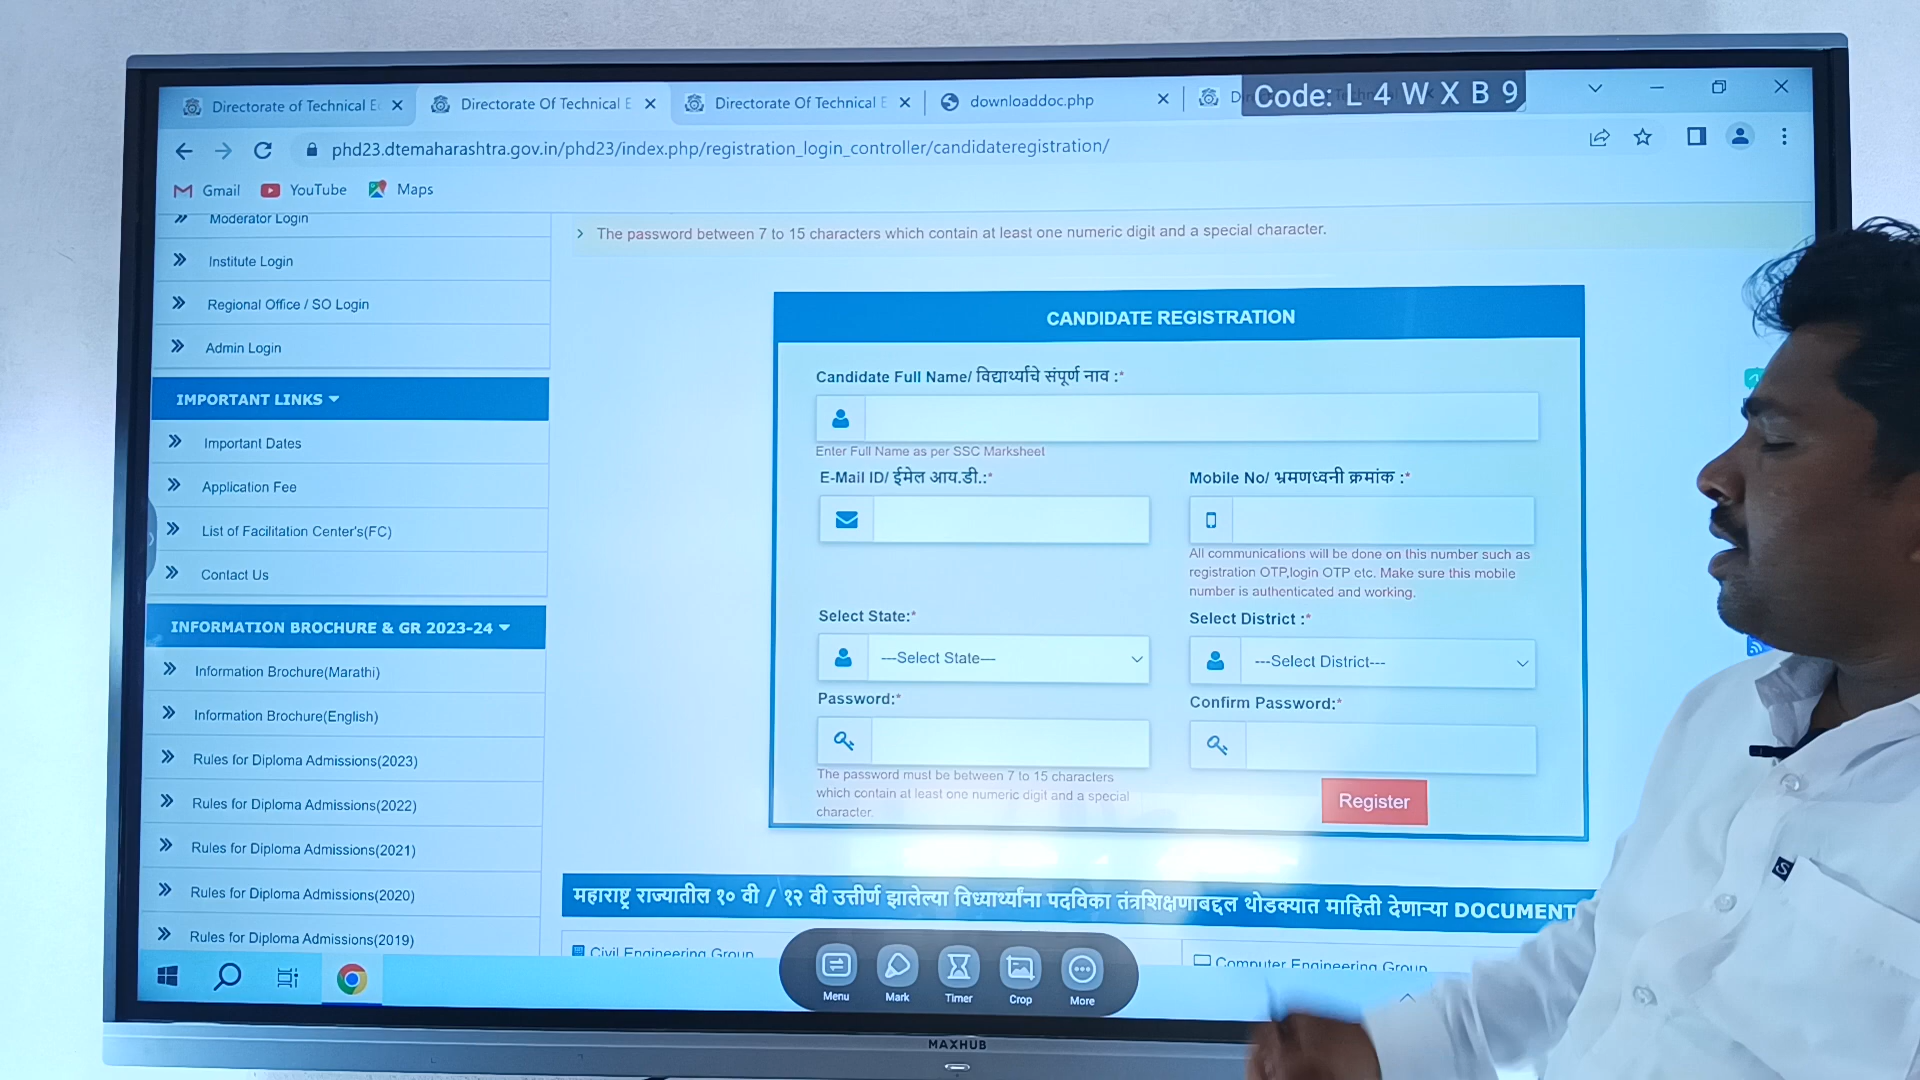 Directorate of Technical E
Directorate Of Technical E
Directorate Of Technical E
downloaddoc.php
Code: L 4 W X B 9
phd23.dtemaharashtra.gov.in/phd23/index.php/registration_login_controller/candidateregistration/
Gmail
YouTube
Maps
Moderator Login
Institute Login
Regional Office / SO Login
Admin Login
IMPORTANT LINKS
Important Dates
Application Fee
List of Facilitation Center's(FC)
Contact Us
INFORMATION BROCHURE & GR 2023-24
Information Brochure(Marathi)
Information Brochure(English)
Rules for Diploma Admissions(2023)
Rules for Diploma Admissions(2022)
Rules for Diploma Admissions(2021)
Rules for Diploma Admissions(2020)
Rules for Diploma Admissions(2019)
The password between 7 to 15 characters which contain at least one numeric digit and a special character.
CANDIDATE REGISTRATION
Candidate Full Name/ विद्यार्थ्याचे संपूर्ण नाव :*
Enter Full Name as per SSC Marksheet
E-Mail ID/ ईमेल आय.डी.:*
Mobile No/ भ्रमणध्वनी क्रमांक :*
All communications will be done on this number such as
registration OTP,login OTP etc. Make sure this mobile
number is authenticated and working.
Select State:*
Select District :*
---Select State---
---Select District---
Password:*
Confirm Password:*
The password must be between 7 to 15 characters
which contain at least one numeric digit and a special
character.
Register
महाराष्ट्र राज्यातील १० वी / १२ वी उत्तीर्ण झालेल्या विध्यार्थ्यांना पदविका तंत्रशिक्षणाबद्दल थोडक्यात माहिती देणाऱ्या DOCUMENT
Civil Engineering Group
Computer Engineering Group
Menu
Mark
Timer
Crop
More
MAXHUB